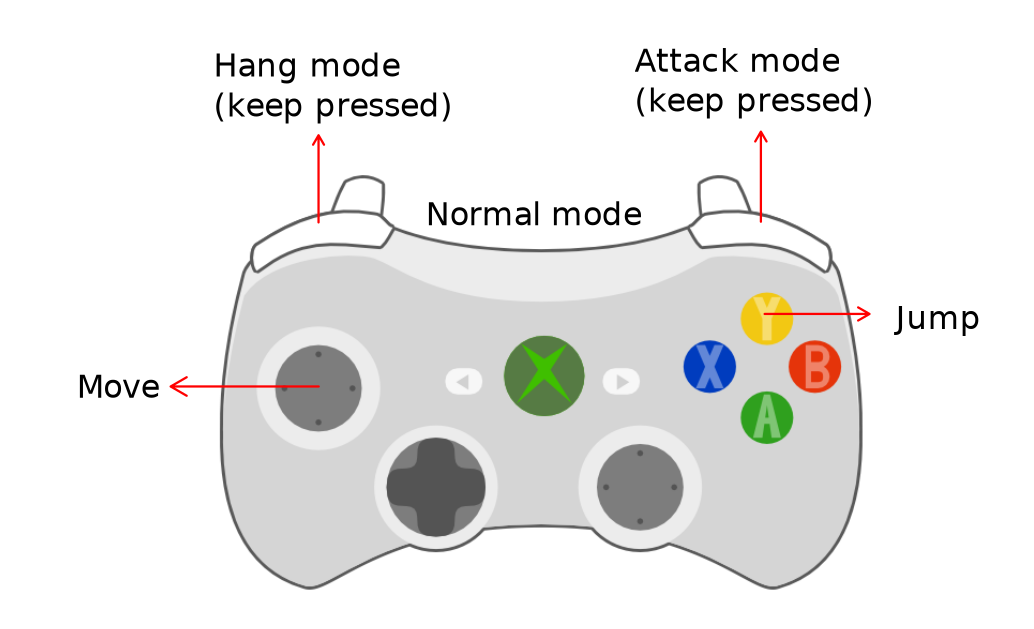 Hang mode
(keep pressed)
Attack mode
(keep pressed)
Normal mode
Y
Jump
X
B
Move
A